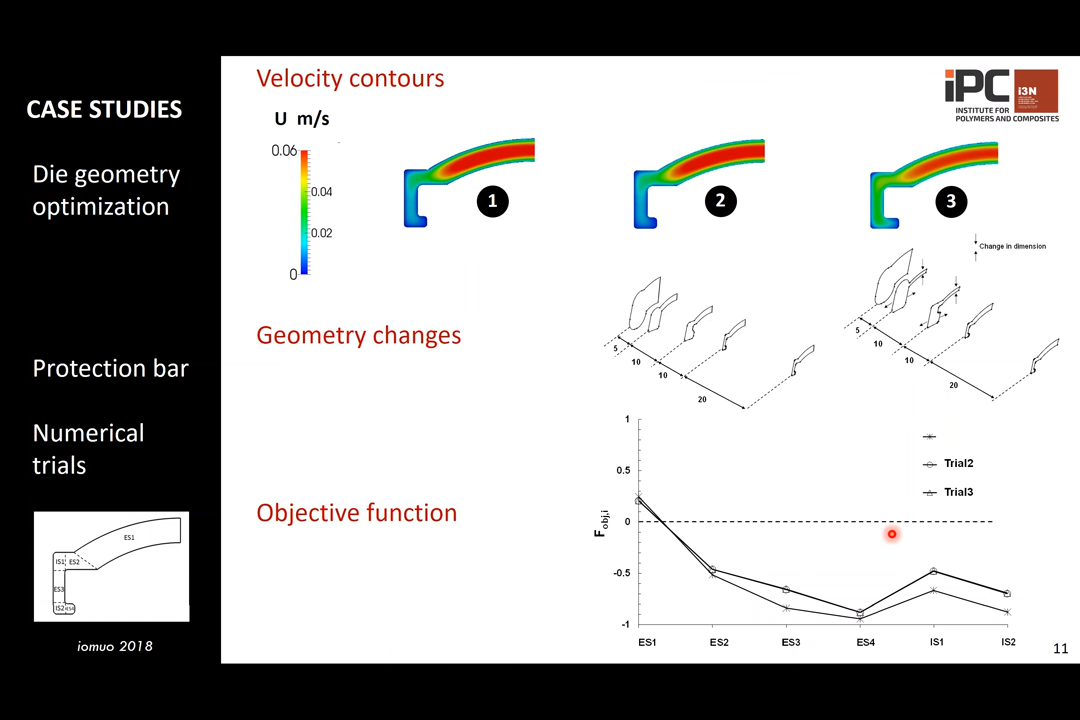 CASE STUDIES
Die geometry
optimization
Protection bar
Numerical
trials
ES1
IS1 ES2
ES3
IS2 ES4
iomuo 2018
Velocity contours
U m/s
0.06
0.04
0.02
0
1
2
3
iPC
i3N
INSTITUTE FOR
POLYMERS AND COMPOSITES
Change in dimension
Geometry changes
5
10
10
20
5
10
10
20
Objective function
1
0.5
0
-0.5
-1
Fobj,i
Trial2
Trial3
ES1 ES2 ES3 ES4 IS1 IS2
11